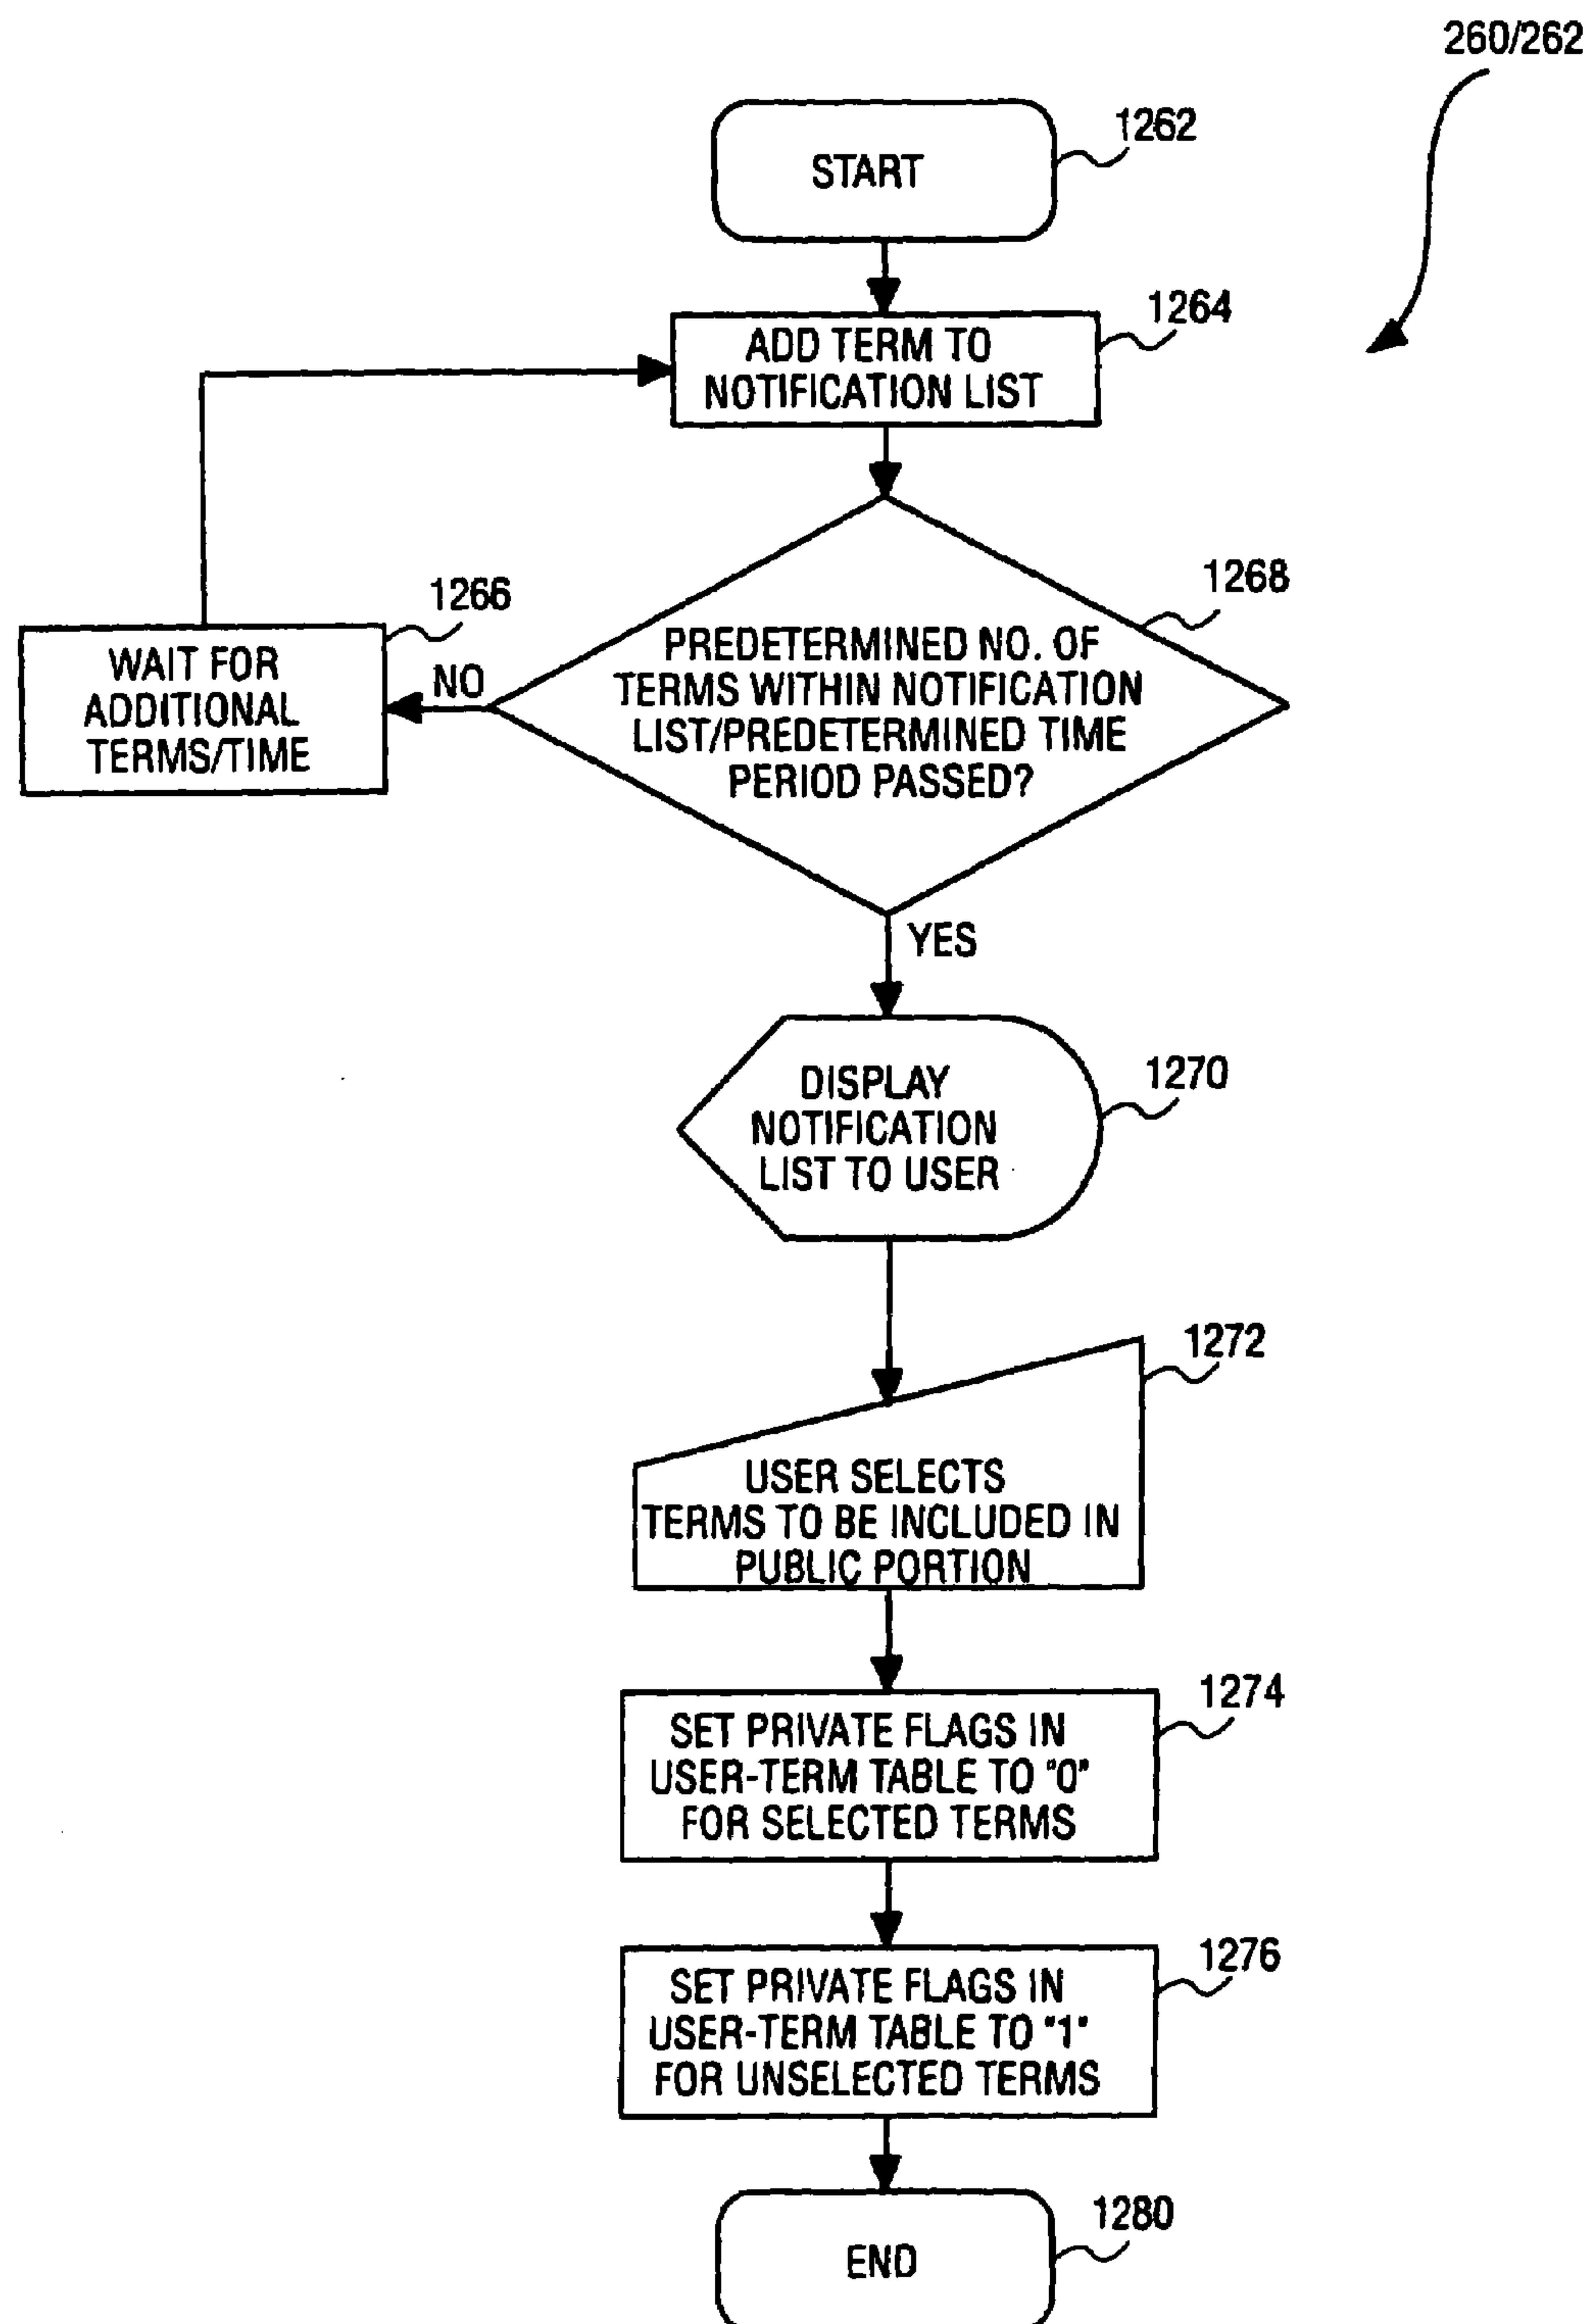 260/262
1262
START
1264
ADD TERM TO
NOTIFICATION LIST
1266
WAIT FOR
ADDITIONAL
TERMS/TIME
NO
1268
PREDETERMINED NO. OF
TERMS WITHIN NOTIFICATION
LIST/PREDETERMINED TIME
PERIOD PASSED?
YES
1270
DISPLAY
NOTIFICATION
LIST TO USER
1272
USER SELECTS
TERMS TO BE INCLUDED IN
PUBLIC PORTION
1274
SET PRIVATE FLAGS IN
USER-TERM TABLE TO "0"
FOR SELECTED TERMS
1276
SET PRIVATE FLAGS IN
USER-TERM TABLE TO "1"
FOR UNSELECTED TERMS
1280
END